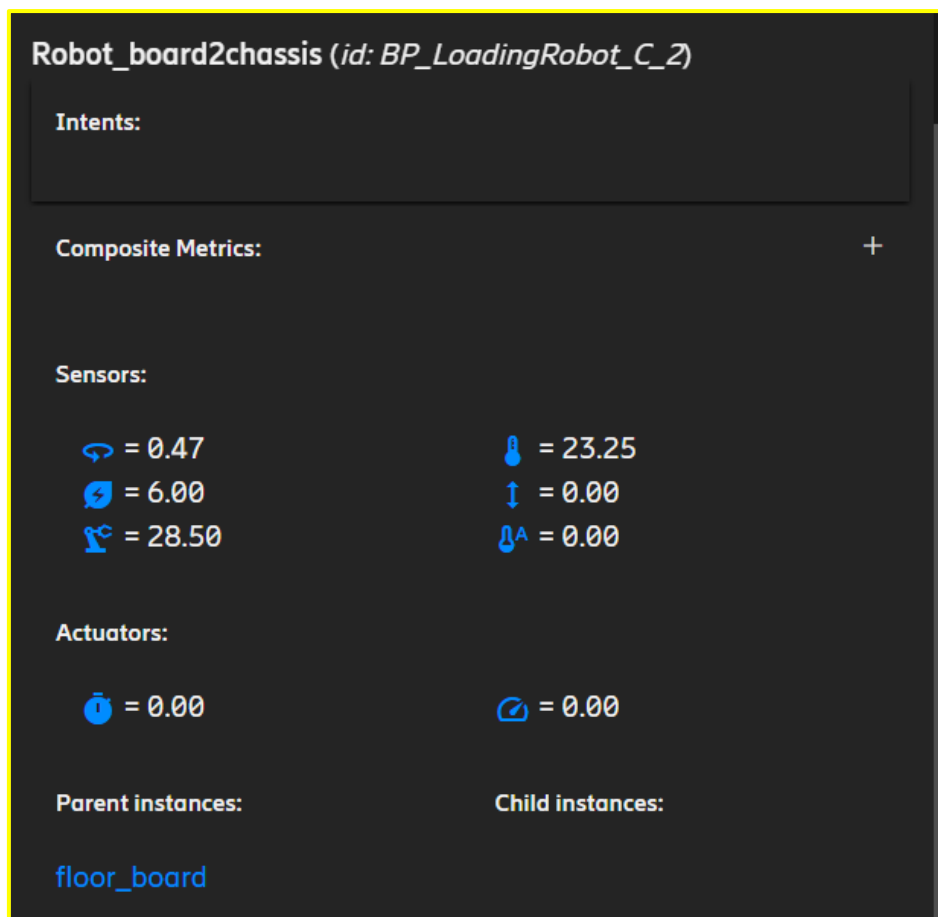 Robot_board2chassis (id: BP_LoadingRobot_C_2)
Intents:
Composite Metrics: +
Sensors:
= 0.47 = 23.25
= 6.00 = 0.00
= 28.50 A = 0.00
Actuators:
= 0.00 = 0.00
Parent instances: Child instances:
floor_board